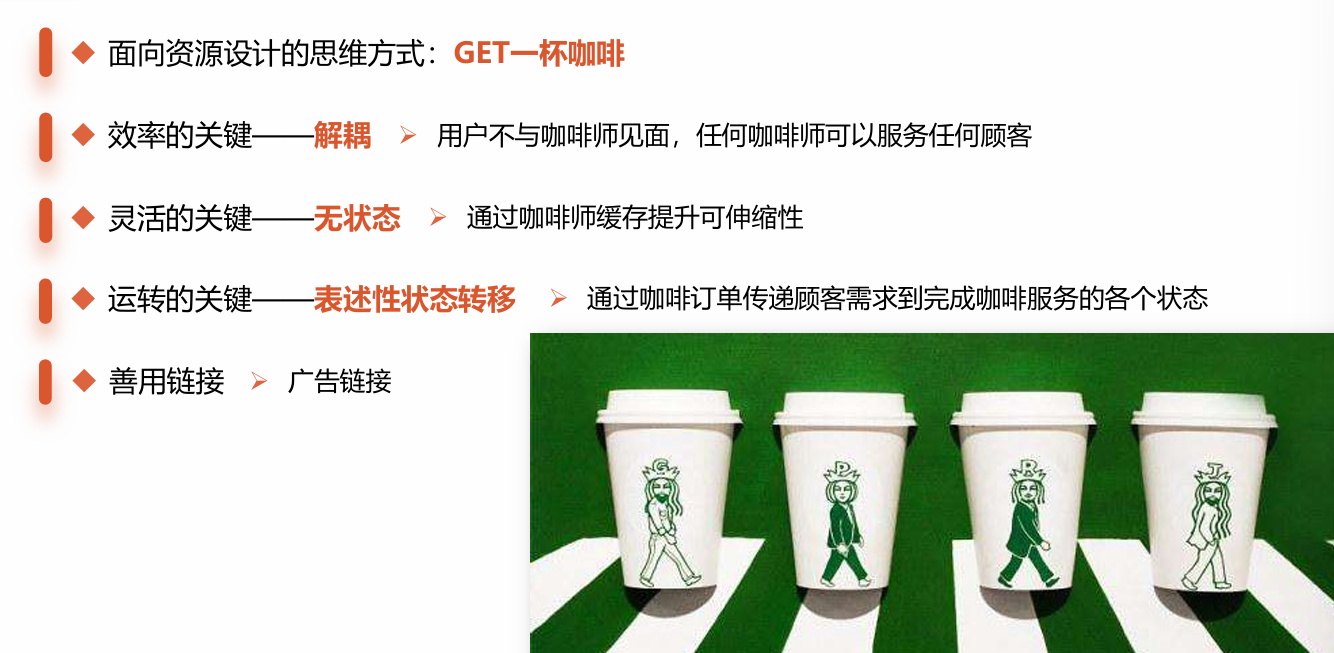 面向资源设计的思维方式：GET一杯咖啡
效率的关键——解耦 用户不与咖啡师见面，任何咖啡师可以服务任何顾客
灵活的关键——无状态 通过咖啡师缓存提升可伸缩性
运转的关键——表述性状态转移 通过咖啡订单传递顾客需求到完成咖啡服务的各个状态
善用链接 广告链接
G P R J